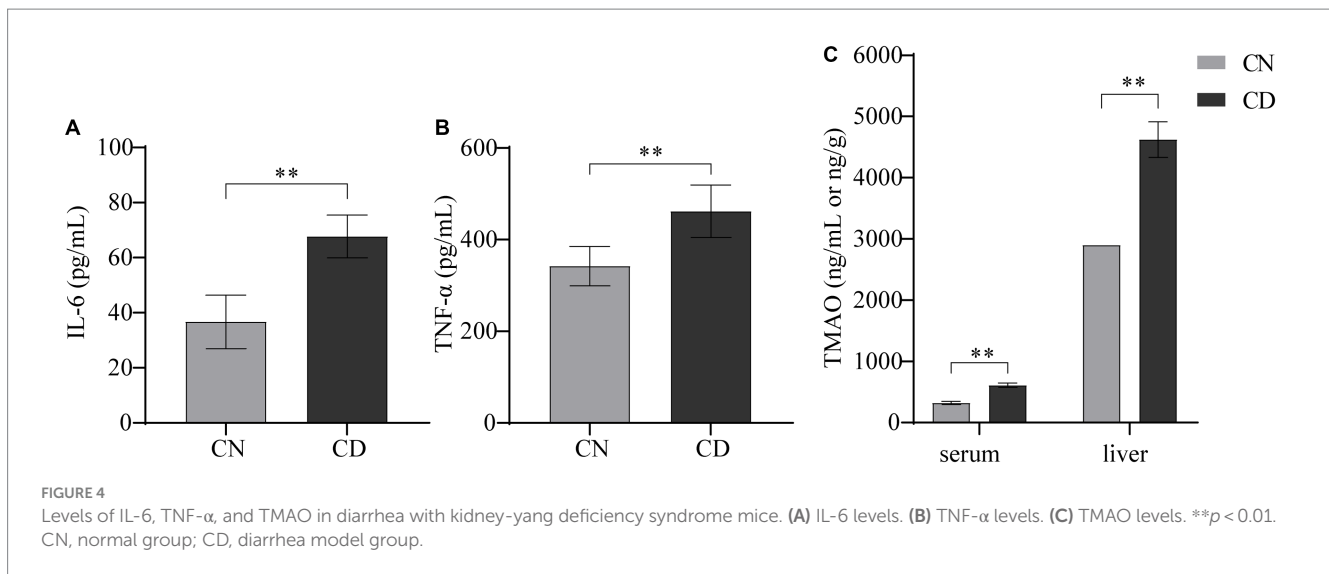 A
IL-6 (pg/mL)
100
80
60
40
20
0
**
CN
CD
B
TNF-α (pg/mL)
600
400
200
0
**
CN
CD
C
TMAO (ng/mL or ng/g)
6000
5000
4000
3000
2000
1000
0
**
**
serum
liver
CN
CD
FIGURE 4
Levels of IL-6, TNF-α, and TMAO in diarrhea with kidney-yang deficiency syndrome mice. (A) IL-6 levels. (B) TNF-α levels. (C) TMAO levels. **p < 0.01.
CN, normal group; CD, diarrhea model group.